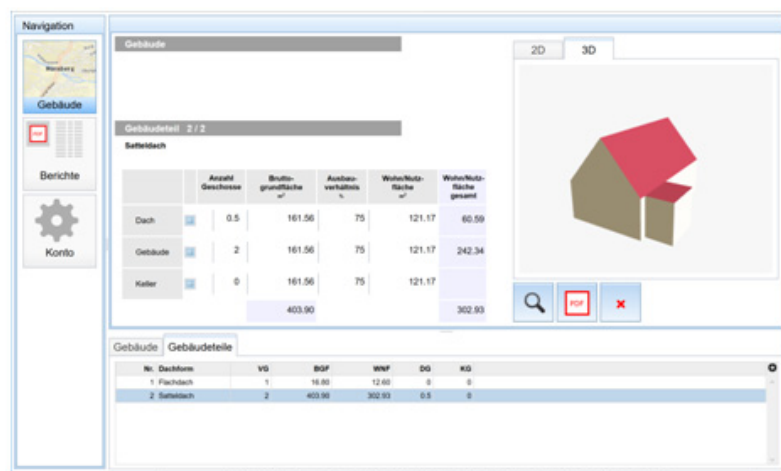 Navigation
Wersberg
Gebäude
PDF
Berichte
Konto
Gebäude
Gebäudeteil 2 / 2
Satteldach
Anzahl Geschosse
Brutto-grundfläche m²
Ausbau-verhältnis %
Wohn/Nutz-fläche m²
Wohn/Nutz-fläche gesamt
Dach 0.5 161.56 75 121.17 60.59
Gebäude 2 161.56 75 121.17 242.34
Keller 0 161.56 75 121.17
403.90 302.93
2D 3D
PDF
Gebäude Gebäudeteile
Nr. Dachform VG BGF WNF DG KG
1 Flachdach 1 16.80 12.60 0 0
2 Satteldach 2 403.90 302.93 0.5 0